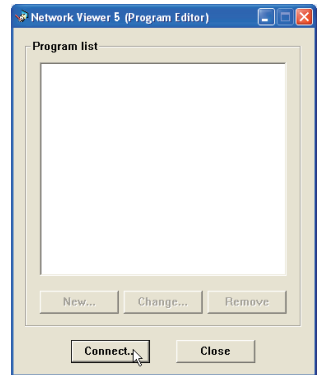 Network Viewer 5 (Program Editor)
Program list
New... Change... Remove
Connect... Close